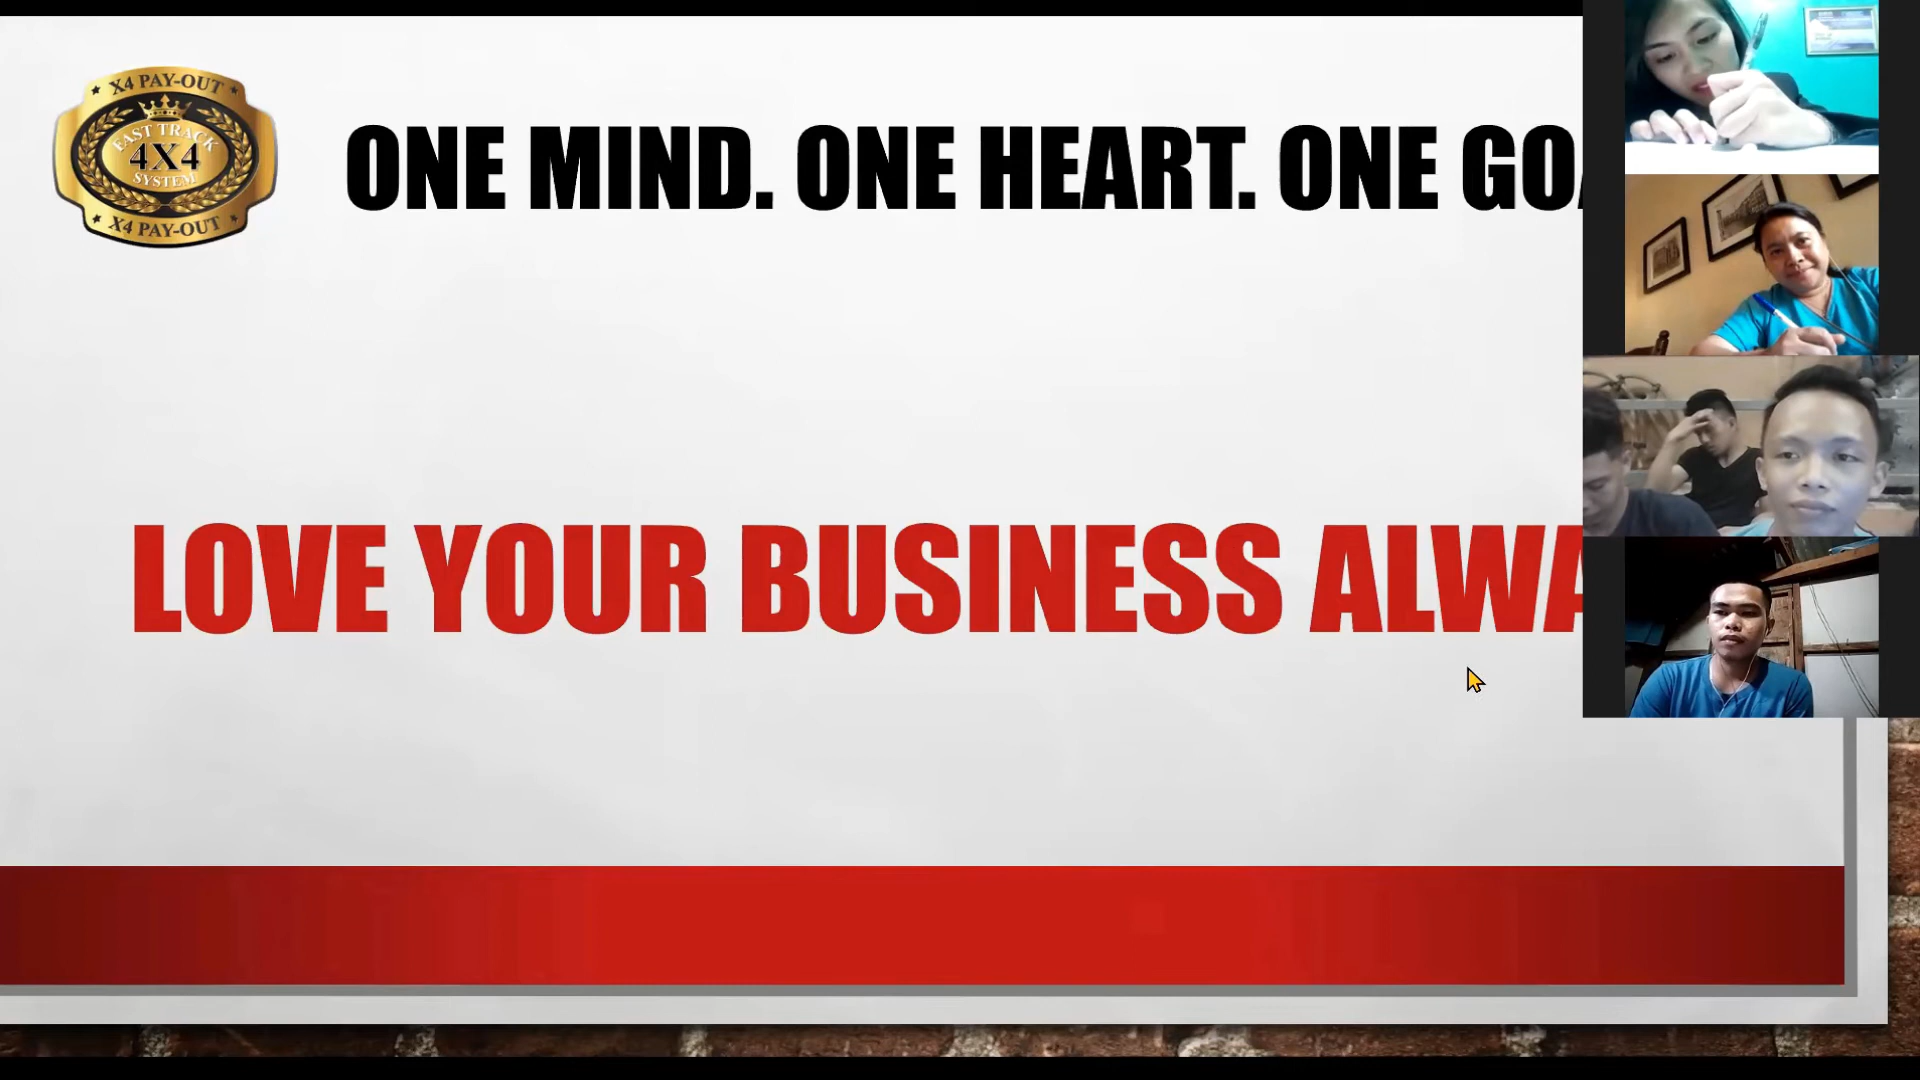 X4 PAY-OUT
FAST TRACK
4X4
SYSTEM
X4 PAY-OUT
ONE MIND. ONE HEART. ONE GO
LOVE YOUR BUSINESS ALWA